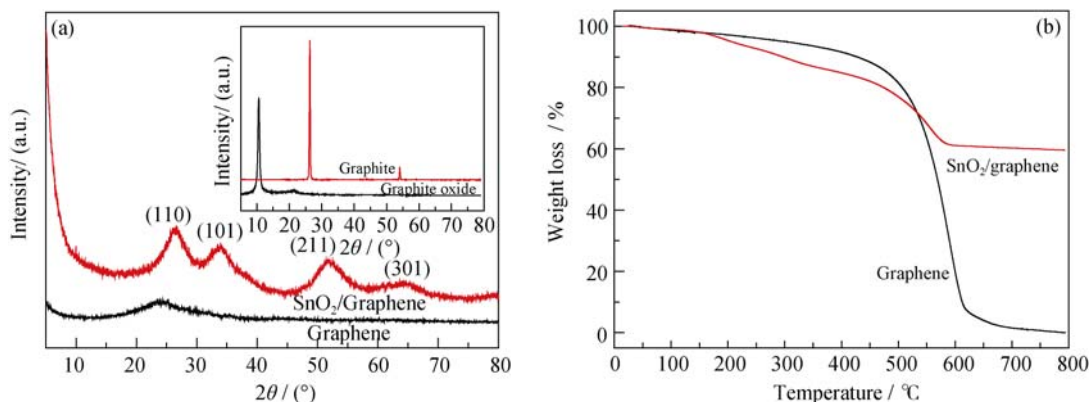 (a)
Intensity/ (a.u.)
(110)
(101)
(211)
(301)
SnO₂/Graphene
Graphene
10 20 30 40 50 60 70 80
2θ / (°)
Intensity/ (a.u.)
Graphite
Graphite oxide
10 20 30 40 50 60 70 80
2θ / (°)
(b)
Weight loss / %
100
80
60
40
20
0
SnO₂/graphene
Graphene
0 100 200 300 400 500 600 700 800
Temperature / °C